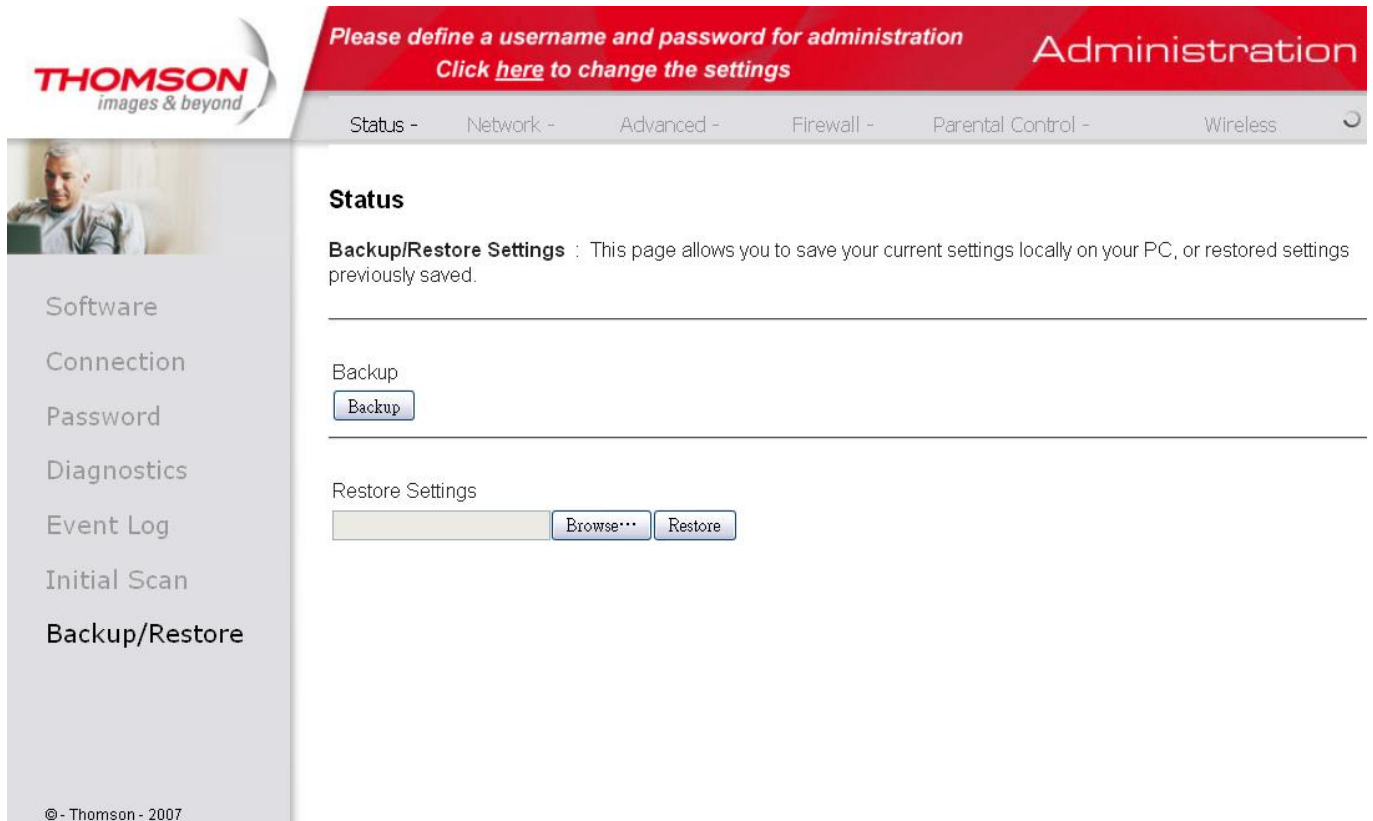 THOMSON
images & beyond
Please define a username and password for administration
Click here to change the settings
Administration
Status - Network - Advanced - Firewall - Parental Control - Wireless
Software
Connection
Password
Diagnostics
Event Log
Initial Scan
Backup/Restore
© - Thomson - 2007
Status
Backup/Restore Settings : This page allows you to save your current settings locally on your PC, or restored settings
previously saved.
Backup
Backup
Restore Settings
Browse··· Restore